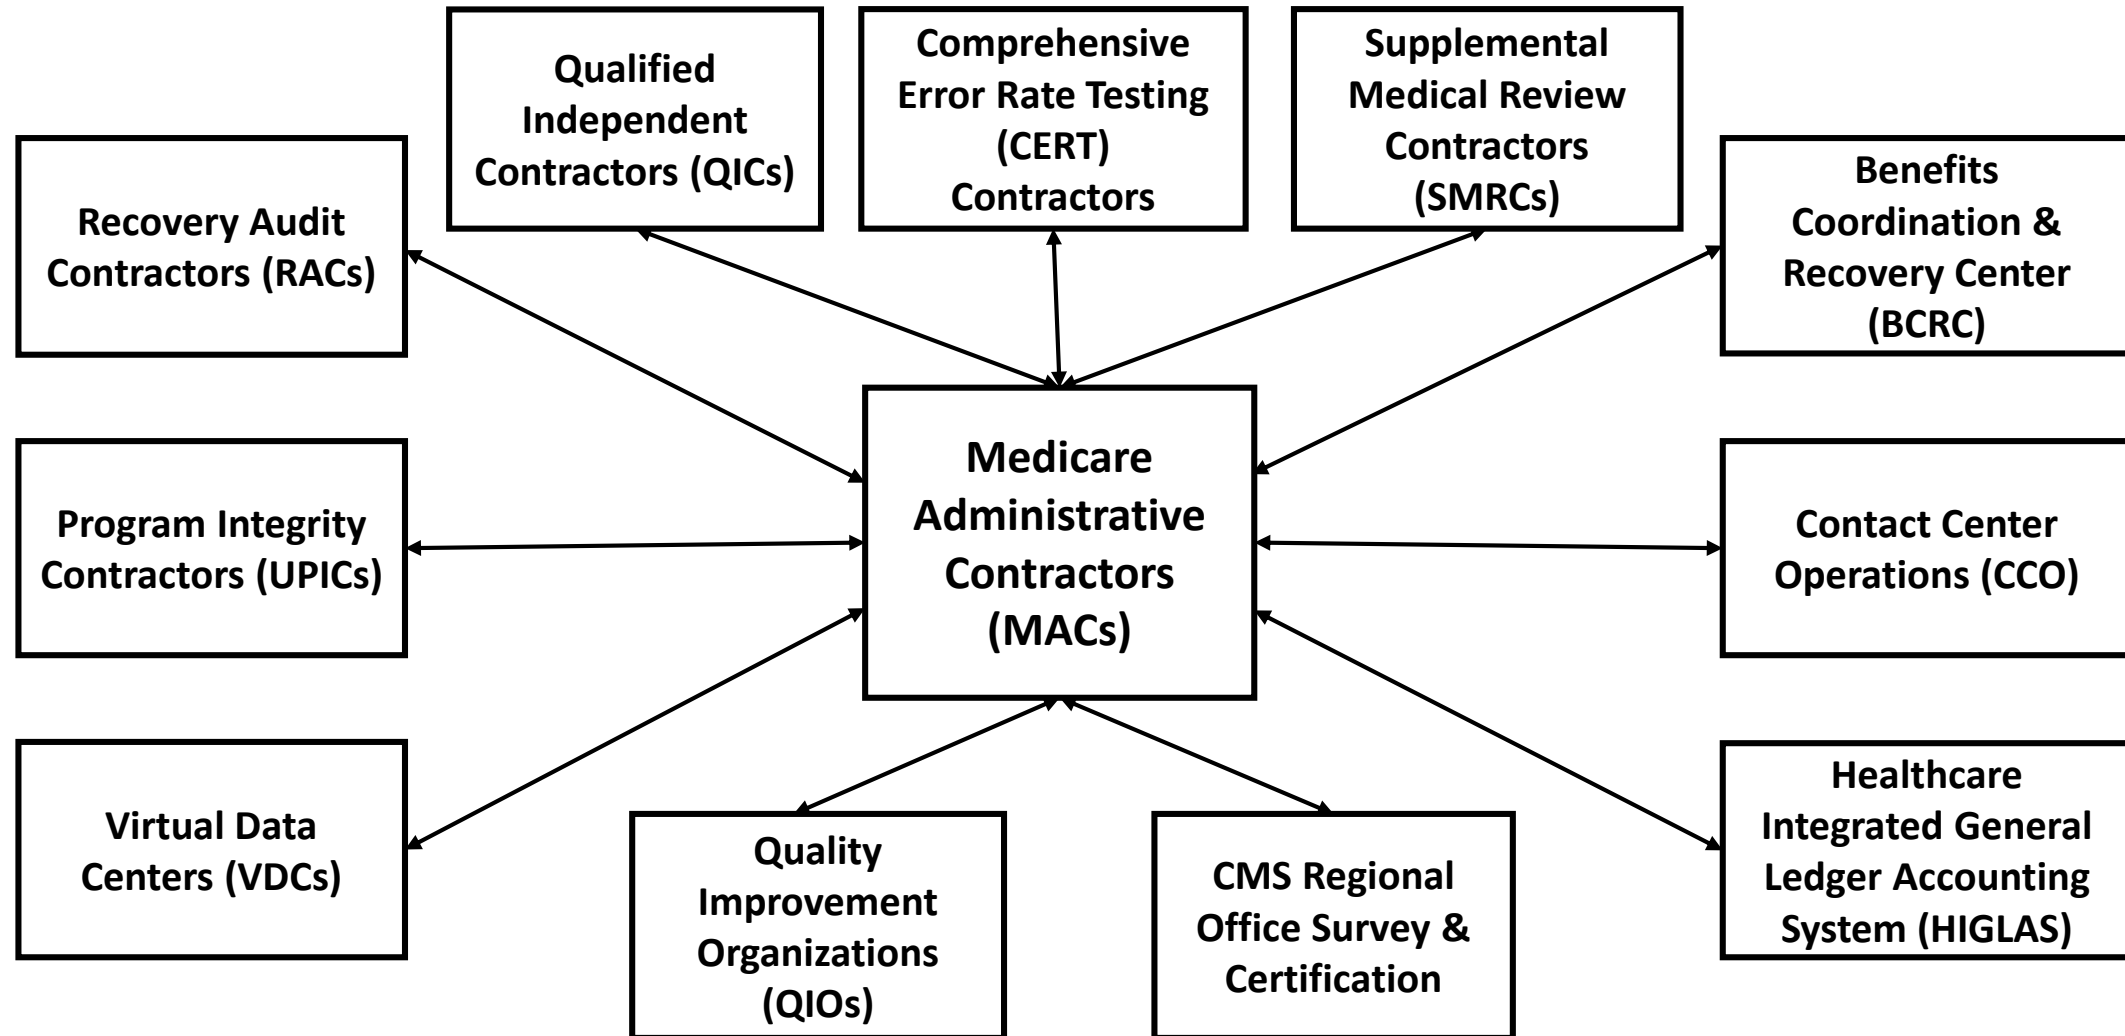 Qualified
Independent
Contractors (QICs)
Comprehensive
Error Rate Testing
(CERT)
Contractors
Supplemental
Medical Review
Contractors
(SMRCs)
Recovery Audit
Contractors (RACs)
Benefits
Coordination &
Recovery Center
(BCRC)
Program Integrity
Contractors (UPICs)
Medicare
Administrative
Contractors
(MACs)
Contact Center
Operations (CCO)
Virtual Data
Centers (VDCs)
Quality
Improvement
Organizations
(QIOs)
CMS Regional
Office Survey &
Certification
Healthcare
Integrated General
Ledger Accounting
System (HIGLAS)